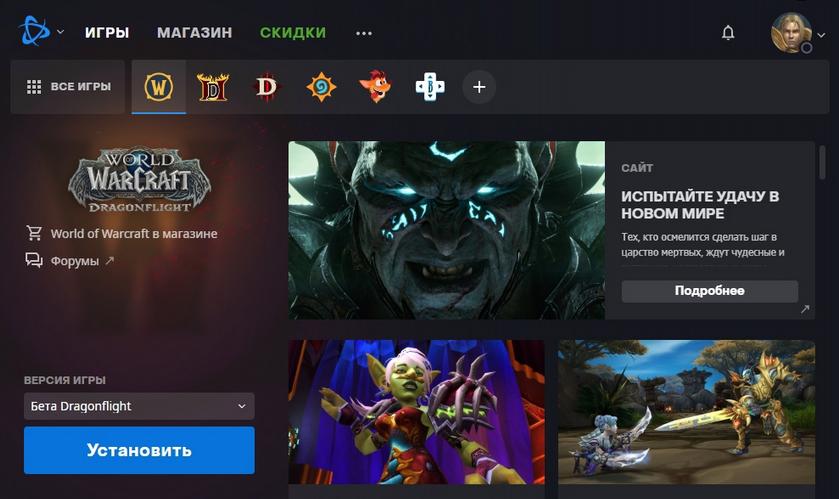 ИГРЫ
МАГАЗИН
СКИДКИ
ВСЕ ИГРЫ
W
D
D
B
WORLD
WARCRAFT
DRAGONFLIGHT
World of Warcraft в магазине
Форумы
ВЕРСИЯ ИГРЫ
Бета Dragonflight
Установить
САЙТ
ИСПЫТАЙТЕ УДАЧУ В
НОВОМ МИРЕ
Тех, кто осмелится сделать шаг в
царство мертвых, ждут чудесные и
Подробнее